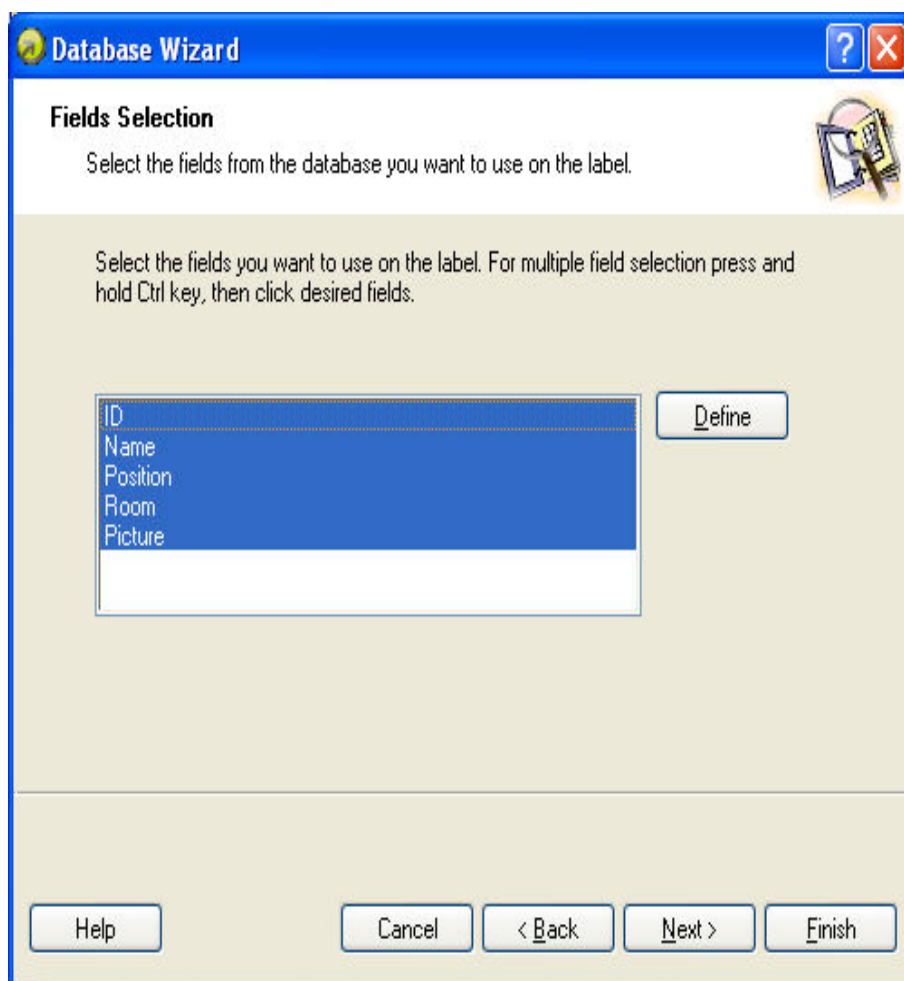 Database Wizard
?
Fields Selection
Select the fields from the database you want to use on the label.
Select the fields you want to use on the label. For multiple field selection press and
hold Ctrl key, then click desired fields.
ID
Define
Name
Position
Room
Picture
Help
Cancel
< Back
Next >
Finish